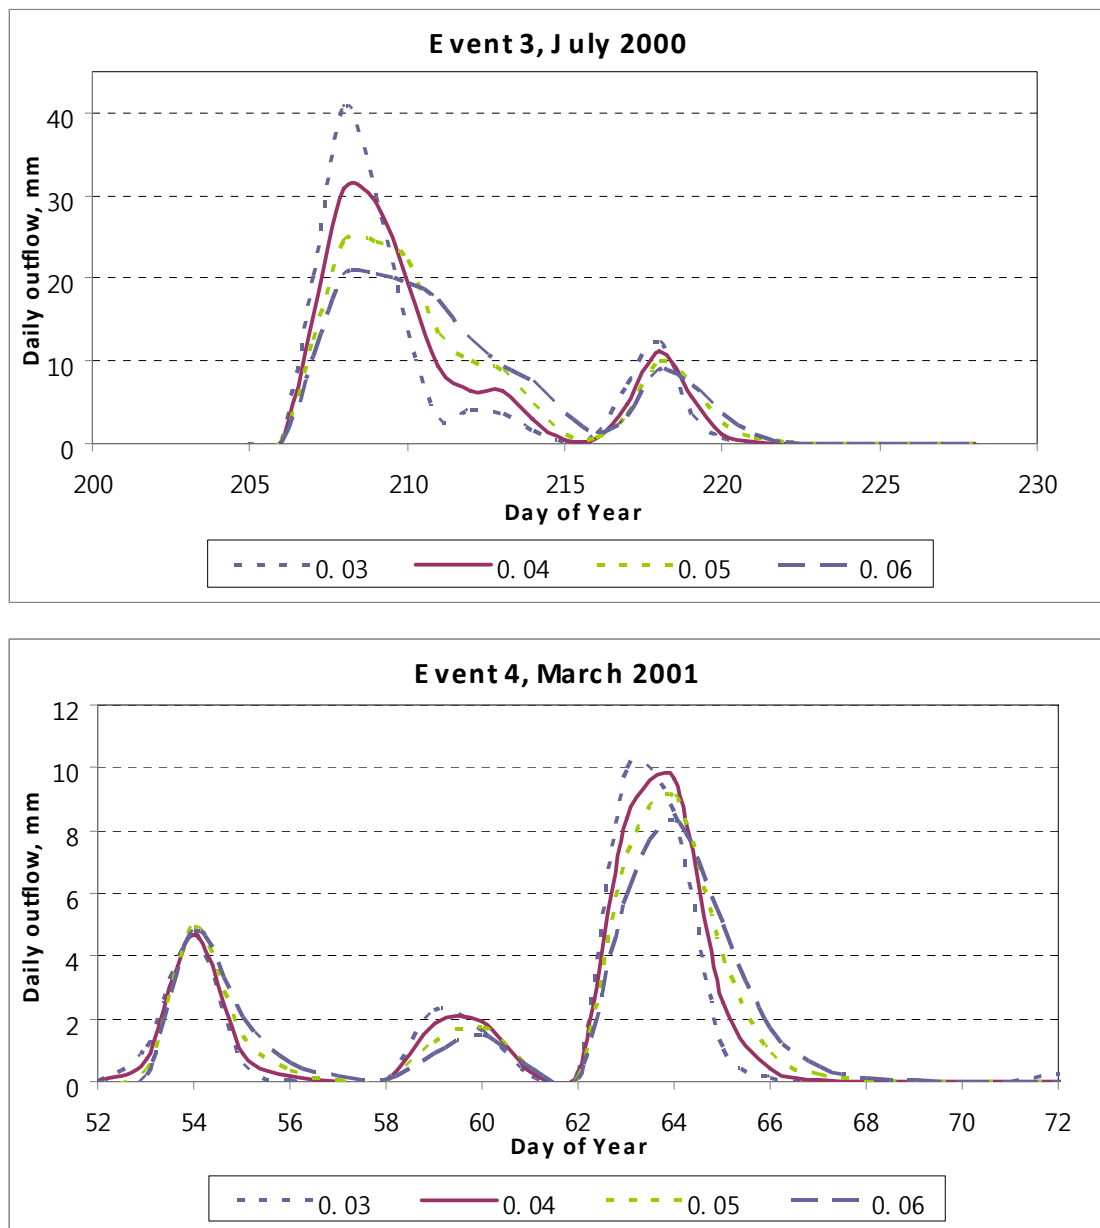 Event 3, July 2000
Daily outflow, mm
40
30
20
10
0
200 205 210 215 220 225 230
Day of Year
0.03 0.04 0.05 0.06
Event 4, March 2001
Daily outflow, mm
12
10
8
6
4
2
0
52 54 56 58 60 62 64 66 68 70 72
Day of Year
0.03 0.04 0.05 0.06